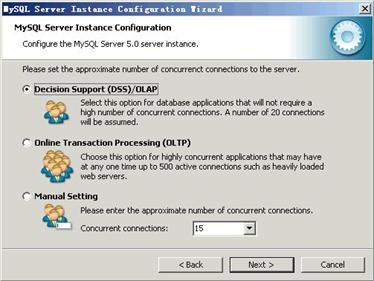 MySQL Server Instance Configuration Wizard
MySQL Server Instance Configuration
Configure the MySQL Server 5.0 server instance.
Please set the approximate number of concurrenct connections to the server.
Decision Support (DSS)/OLAP
Select this option for database applications that will not require a
high number of concurrent connections. A number of 20 connections
will be assumed.
Online Transaction Processing (OLTP)
Choose this option for highly concurrent applications that may have
at any one time up to 500 active connections such as heavily loaded
web servers.
Manual Setting
Please enter the approximate number of concurrent connections.
Concurrent connections: 15
< Back Next > Cancel